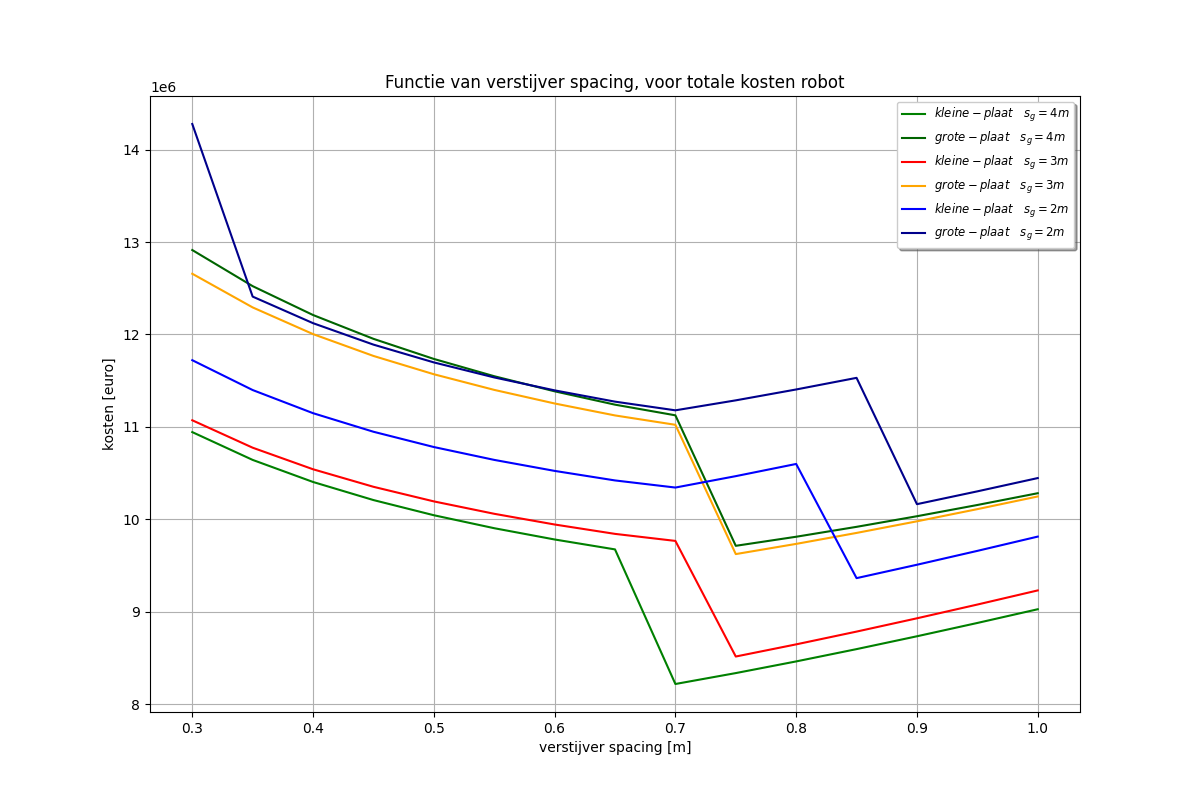 Functie van verstijver spacing, voor totale kosten robot
1e6
14
13
12
11
10
9
8
kosten [euro]
0.3 0.4 0.5 0.6 0.7 0.8 0.9 1.0
verstijver spacing [m]
kleine − plaat s_g = 4m
grote − plaat s_g = 4m
kleine − plaat s_g = 3m
grote − plaat s_g = 3m
kleine − plaat s_g = 2m
grote − plaat s_g = 2m